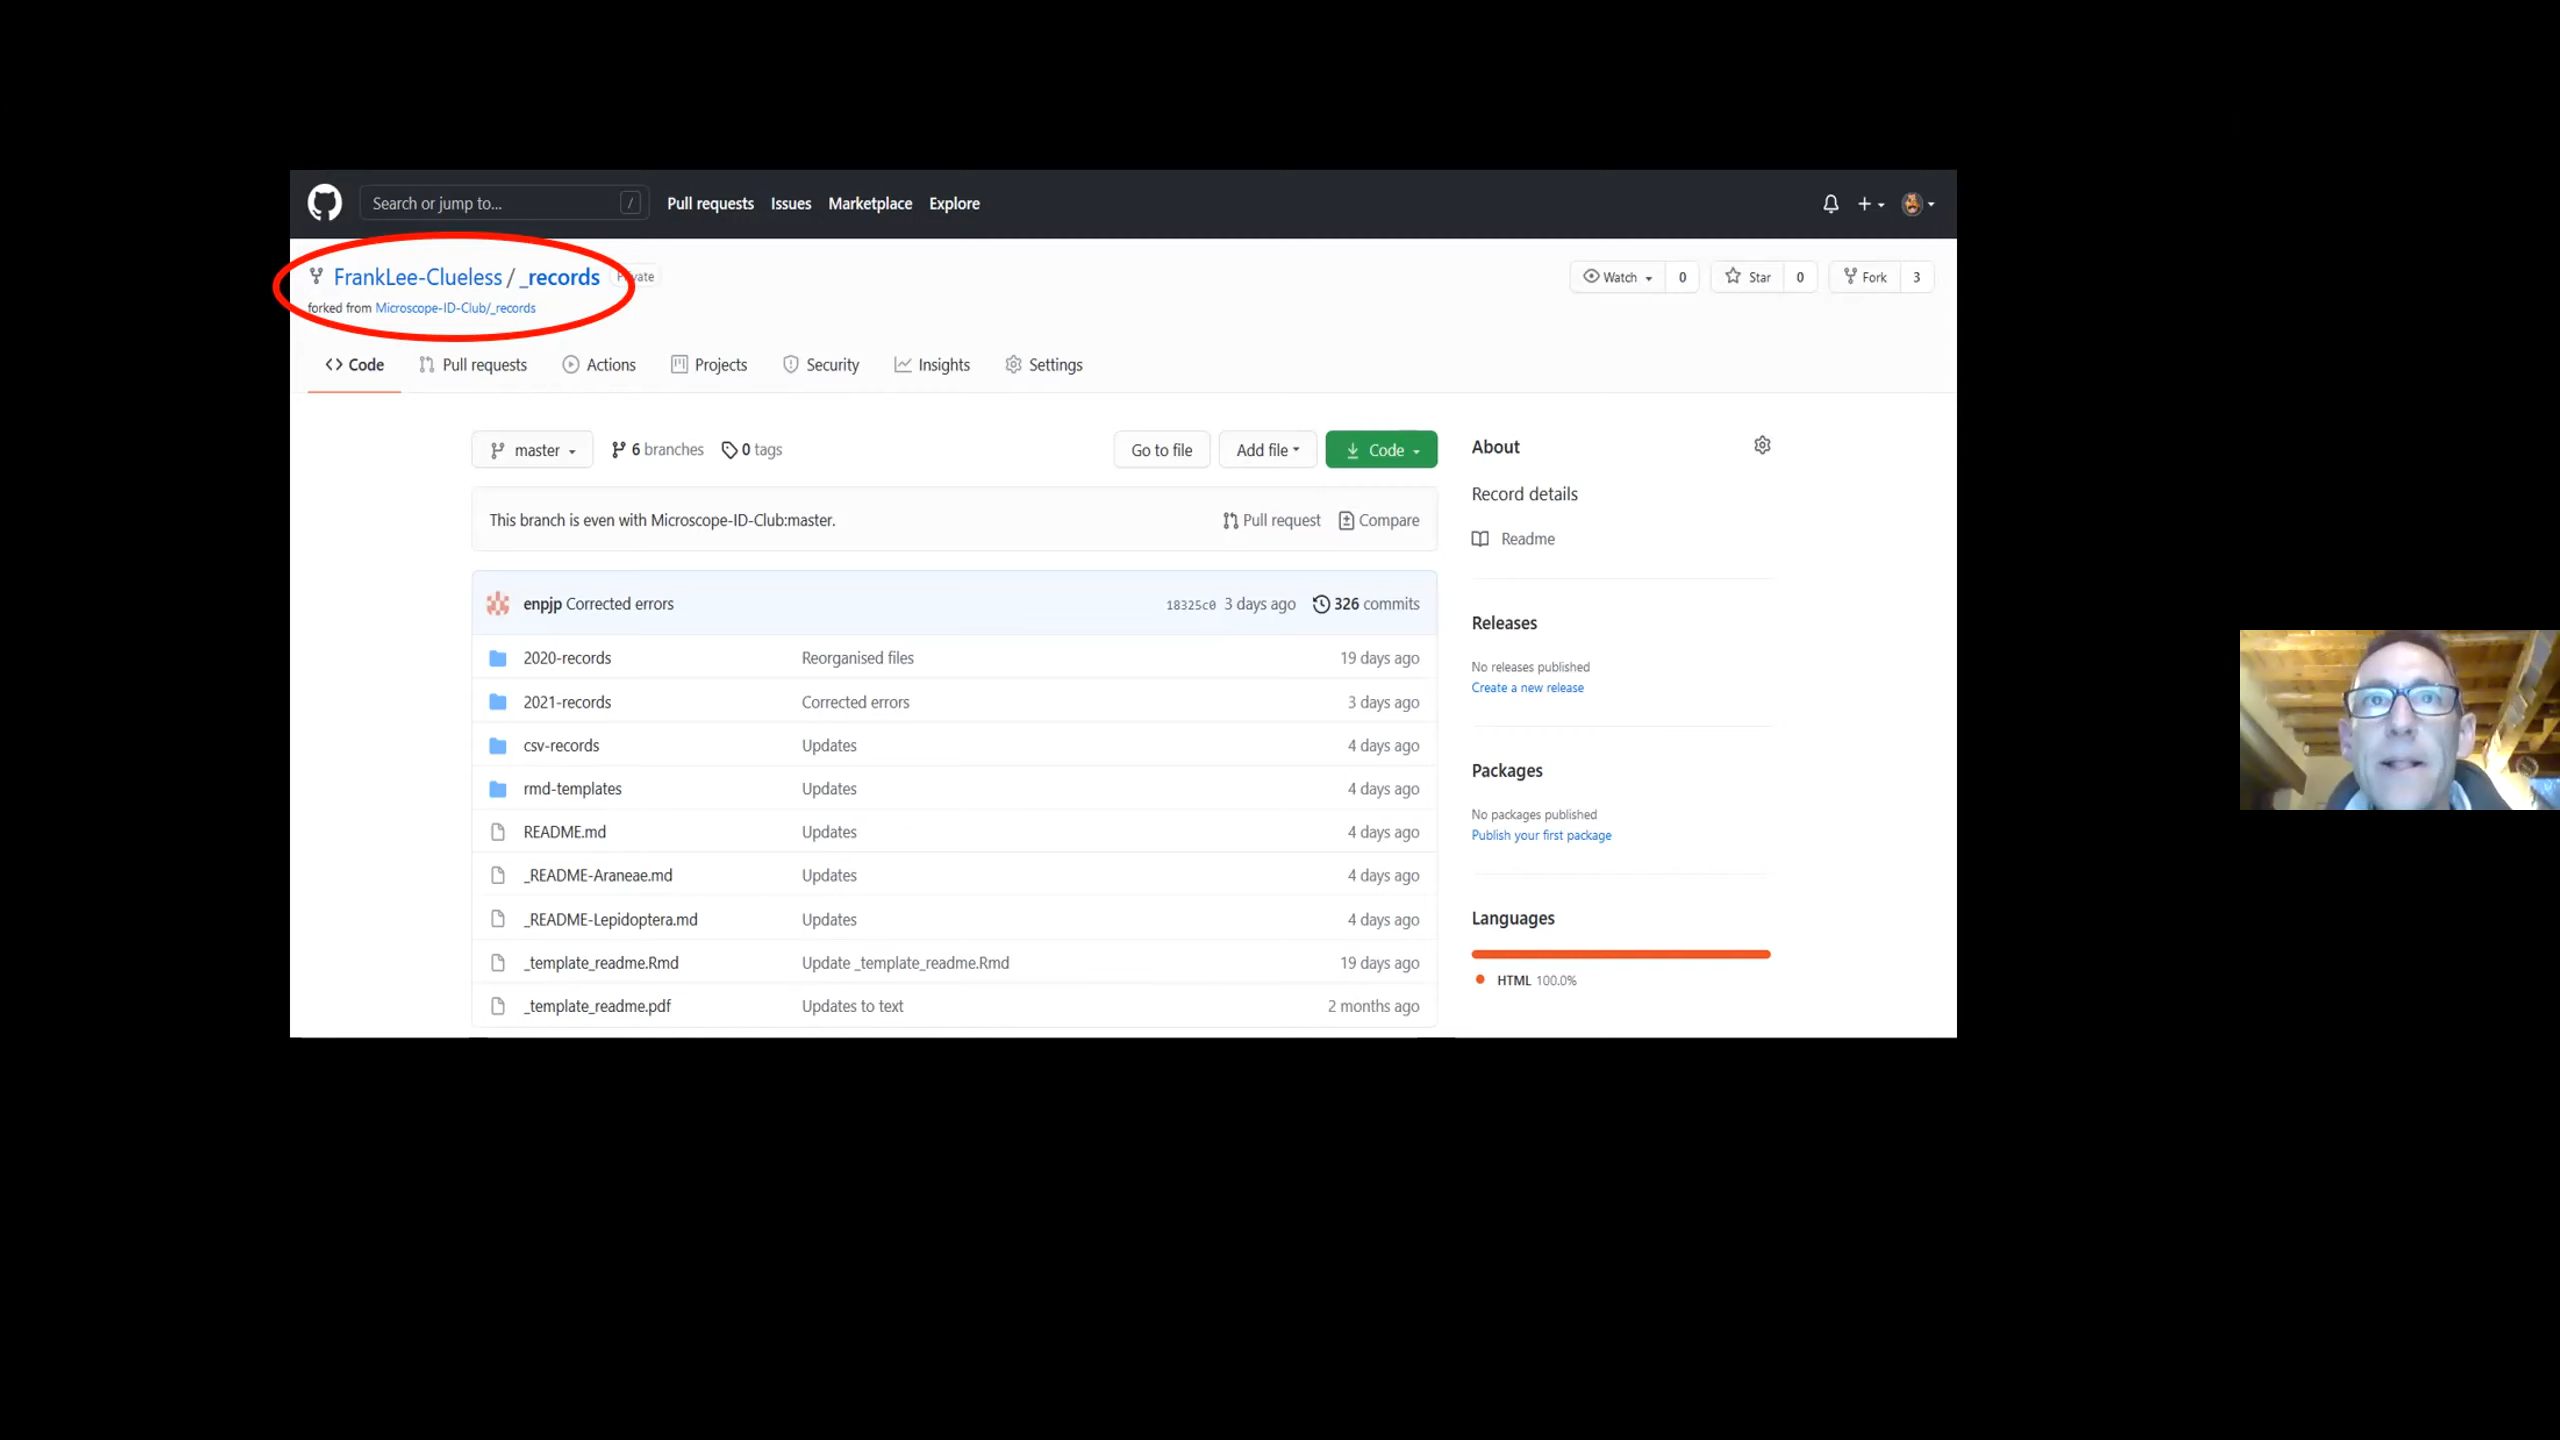 Search or jump to... /
Pull requests Issues Marketplace Explore
FrankLee-Clueless / _records
forked from Microscope-ID-Club/_records
Watch 0 Star 0 Fork 3
Code Pull requests Actions Projects Security Insights Settings
master 6 branches 0 tags Go to file Add file Code
This branch is even with Microscope-ID-Club:master. Pull request Compare
enpjp Corrected errors 18325c0 3 days ago 326 commits
2020-records Reorganised files 19 days ago
2021-records Corrected errors 3 days ago
csv-records Updates 4 days ago
rmd-templates Updates 4 days ago
README.md Updates 4 days ago
_README-Araneae.md Updates 4 days ago
_README-Lepidoptera.md Updates 4 days ago
_template_readme.Rmd Update _template_readme.Rmd 19 days ago
_template_readme.pdf Updates to text 2 months ago
About
Record details
Readme
Releases
No releases published
Create a new release
Packages
No packages published
Publish your first package
Languages
HTML 100.0%